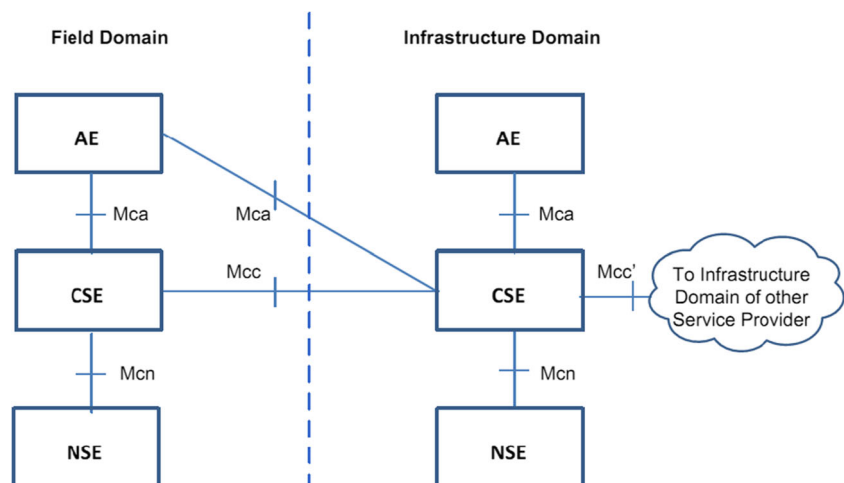 Field Domain
Infrastructure Domain
AE
AE
Mca
Mca
Mca
Mcc
Mcc’
CSE
CSE
To Infrastructure
Domain of other
Service Provider
Mcn
Mcn
NSE
NSE